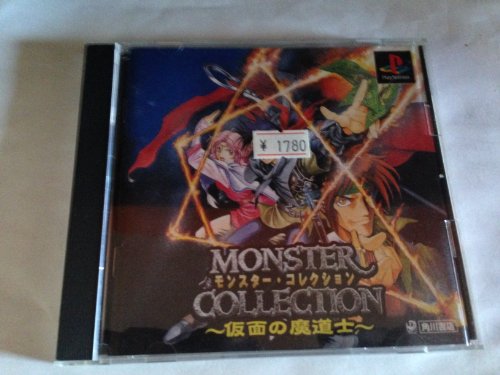 PlayStation
¥ 1780
MONSTER
モンスター・コレクション
COLLECTION
～仮面の魔道士～
角川書店